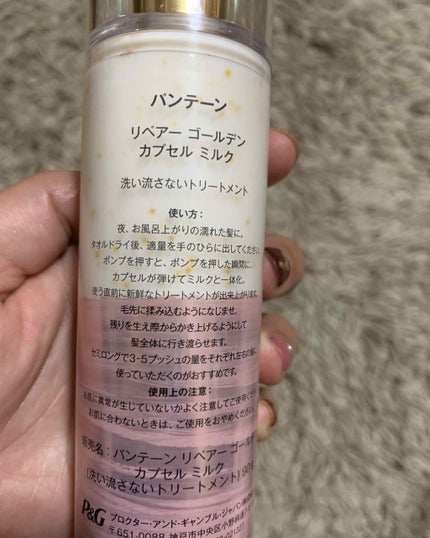 パンテーン
リペアー ゴールデン
カプセル ミルク
洗い流さないトリートメント
使い方：
夜、お風呂上がりの濡れた髪に。
タオルドライ後、適量を手のひらに出してください。
ポンプを押すと、ポンプを押した瞬間に、
カプセルが弾けてミルクと一体化。
使う直前に新鮮なトリートメントが出来上がります。
毛先に揉み込むようになじませ、
残りを生え際からかき上げるようにして
髪全体に行き渡らせます。
セミロングで3-5プッシュの量をそれぞれ左右の髪に
使っていただくのがおすすめです。
使用上の注意：
お肌に異常が生じていないかよく注意してご使用くだ
お肌に合わないときは、ご使用をおやめください。
販売名：パンテーン リペアー ゴールデ
カプセル ミルク
(洗い流さないトリートメント) 90g
P&G プロクター・アンド・ギャンブル・ジャパン株式
〒651-0088 神戸市中央区小野柄通